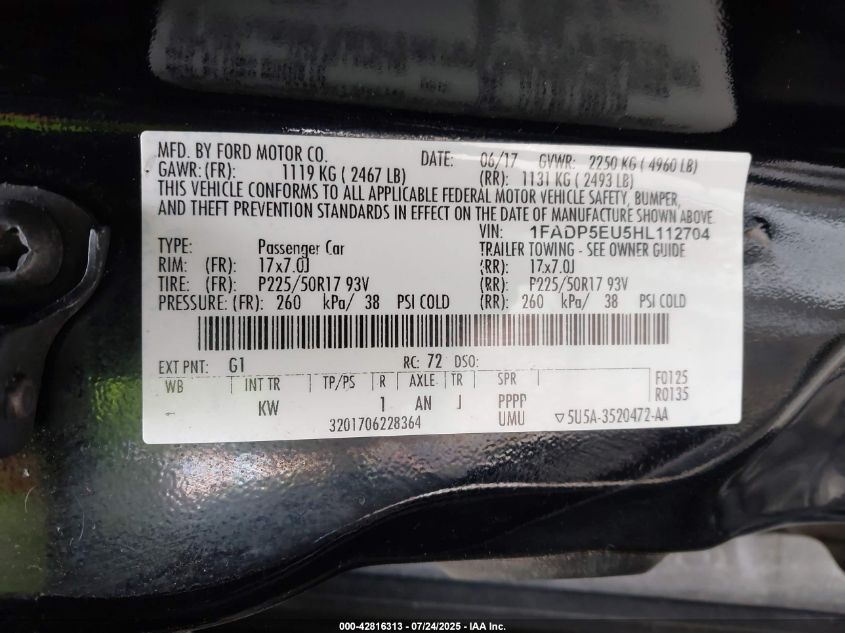 MFD. BY FORD MOTOR CO. DATE: 06/17 GVWR: 2250 KG ( 4960 LB)
GAWR: (FR): 1119 KG ( 2467 LB) (RR): 1131 KG ( 2493 LB)
THIS VEHICLE CONFORMS TO ALL APPLICABLE FEDERAL MOTOR VEHICLE SAFETY, BUMPER,
AND THEFT PREVENTION STANDARDS IN EFFECT ON THE DATE OF MANUFACTURE SHOWN ABOVE.
VIN: 1FADP5EU5HL112704
TYPE: Passenger Car TRAILER TOWING - SEE OWNER GUIDE
RIM: (FR): 17x7.0J (RR): 17x7.0J
TIRE: (FR): P225/50R17 93V (RR): P225/50R17 93V
PRESSURE: (FR): 260 kPa/ 38 PSI COLD (RR): 260 kPa/ 38 PSI COLD
EXT PNT: G1 RC: 72 DSO:
WB INT TR TP/PS R AXLE TR SPR F0125
R0135
KW 1 AN J PPPP
3201706228364 UMU ▽5U5A-3520472-AA
000-42816313 - 07/24/2025 - IAA Inc.